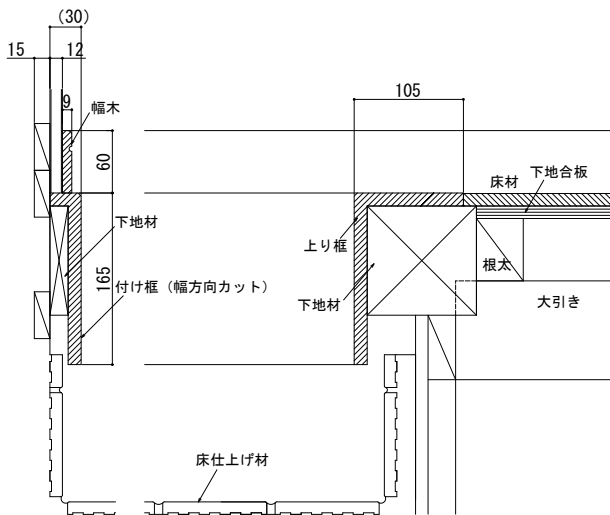 (30)
15
12
9
幅木
105
60
床材
下地合板
下地材
上り框
根太
165
付け框（幅方向カット）
下地材
大引き
床仕上げ材